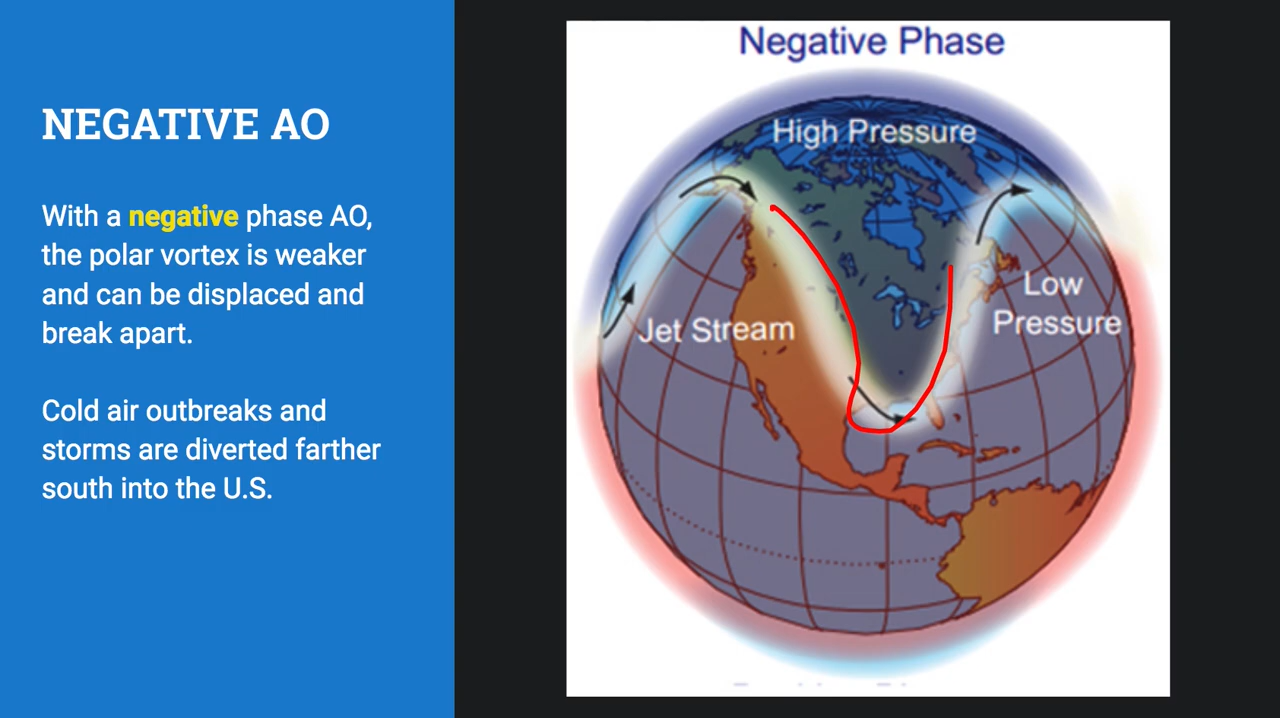 NEGATIVE AO
With a negative phase AO,
the polar vortex is weaker
and can be displaced and
break apart.
Cold air outbreaks and
storms are diverted farther
south into the U.S.
Negative Phase
High Pressure
Low
Pressure
Jet Stream